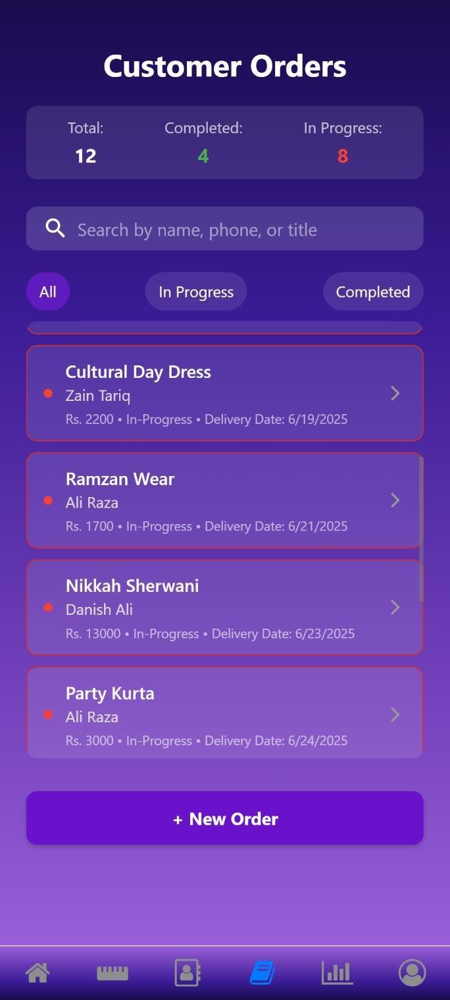 Customer Orders
Total: Completed: In Progress:
12 4 8
Search by name, phone, or title
All In Progress Completed
Cultural Day Dress
Zain Tariq
Rs. 2200 • In-Progress • Delivery Date: 6/19/2025
Ramzan Wear
Ali Raza
Rs. 1700 • In-Progress • Delivery Date: 6/21/2025
Nikkah Sherwani
Danish Ali
Rs. 13000 • In-Progress • Delivery Date: 6/23/2025
Party Kurta
Ali Raza
Rs. 3000 • In-Progress • Delivery Date: 6/24/2025
+ New Order